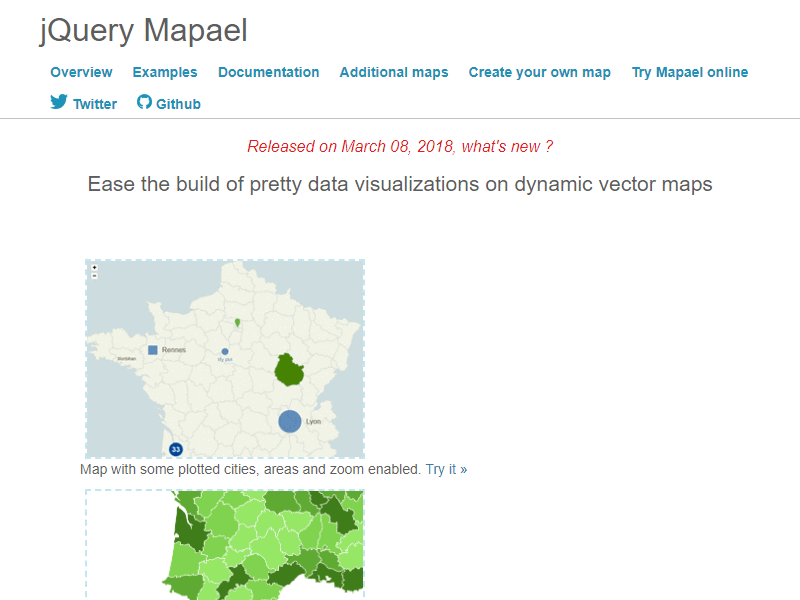 jQuery Mapael
Overview Examples Documentation Additional maps Create your own map Try Mapael online
Twitter Github
Released on March 08, 2018, what's new ?
Ease the build of pretty data visualizations on dynamic vector maps
+
-
Rennes
Morbihan
My plot
Lyon
33
Map with some plotted cities, areas and zoom enabled. Try it »